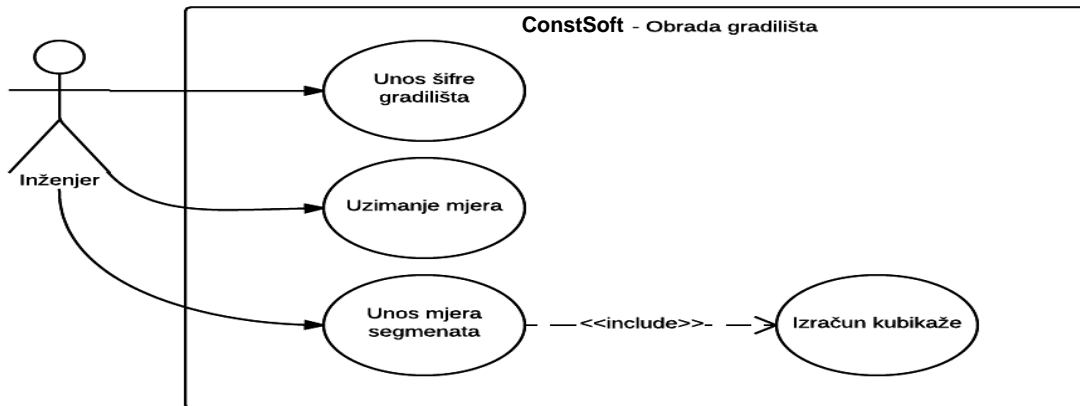 ConstSoft - Obrada gradilišta
Unos šifre
gradilišta
Inženjer
Uzimanje mjera
Unos mjera
segmenata
<<include>>
Izračun kubikaže